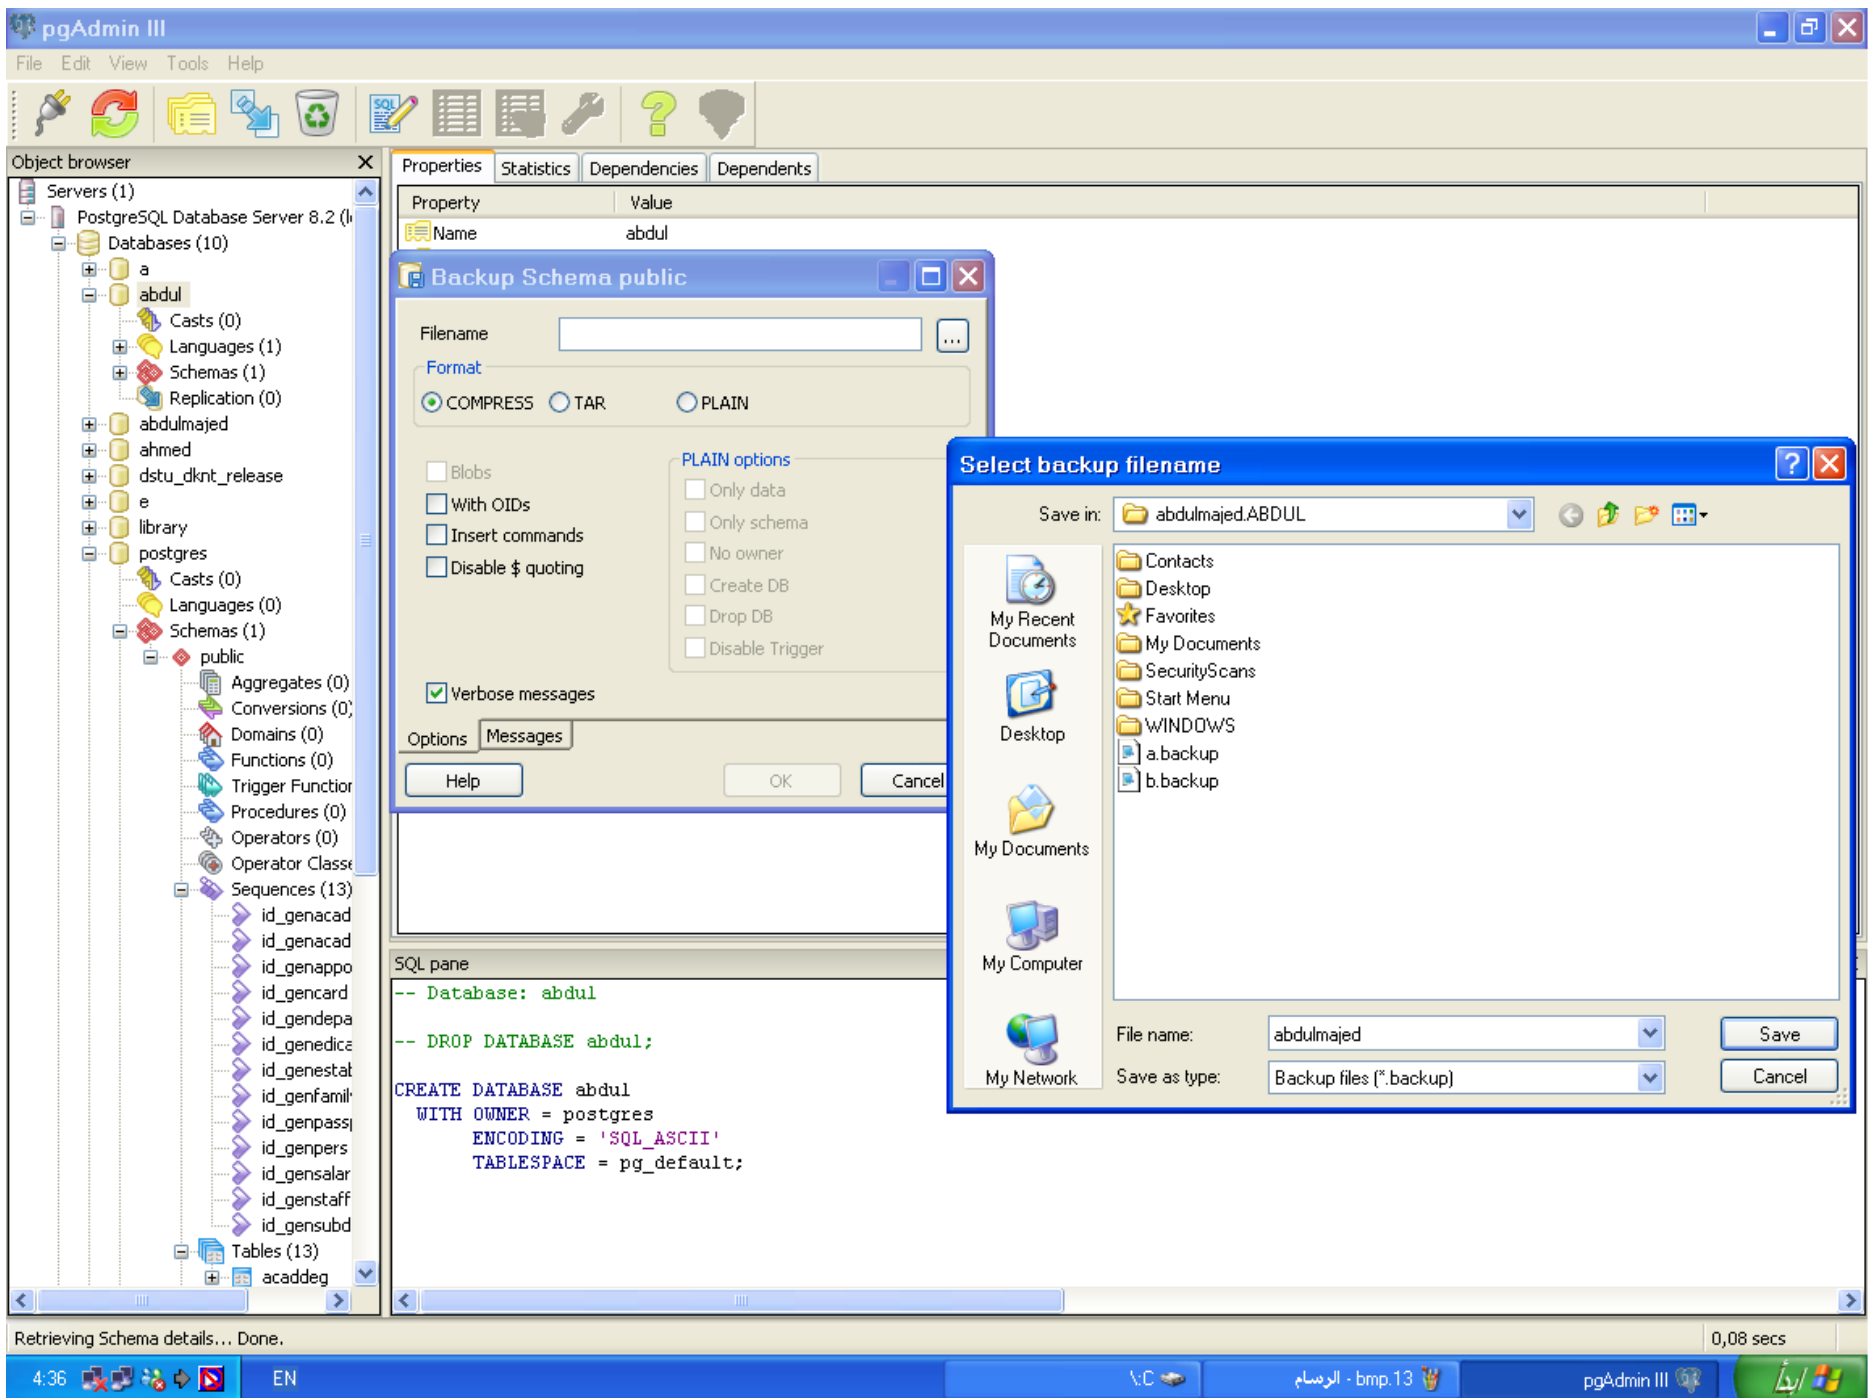 pgAdmin III
File Edit View Tools Help
SQL
Object browser
Servers (1)
PostgreSQL Database Server 8.2 (l
Databases (10)
a
abdul
Casts (0)
Languages (1)
Schemas (1)
Replication (0)
abdulmajed
ahmed
dstu_dknt_release
e
library
postgres
Casts (0)
Languages (0)
Schemas (1)
public
Aggregates (0)
Conversions (0)
Domains (0)
Functions (0)
Trigger Function
Procedures (0)
Operators (0)
Operator Classe
Sequences (13)
id_genacad
id_genacad
id_genappo
id_gencard
id_gendepa
id_genedica
id_genestab
id_genfamil
id_genpass
id_genpers
id_gensalar
id_genstaff
id_gensubd
Tables (13)
acaddeg
Properties Statistics Dependencies Dependents
Property Value
Name abdul
Backup Schema public
Filename
...
Format
COMPRESS TAR PLAIN
Blobs
With OIDs
Insert commands
Disable $ quoting
PLAIN options
Only data
Only schema
No owner
Create DB
Drop DB
Disable Trigger
Verbose messages
Options Messages
Help OK Cancel
Select backup filename
Save in: abdulmajed.ABDUL
My Recent Documents
Desktop
My Documents
My Computer
My Network
Contacts
Desktop
Favorites
My Documents
SecurityScans
Start Menu
WINDOWS
a.backup
b.backup
File name: abdulmajed Save
Save as type: Backup files (*.backup) Cancel
SQL pane
-- Database: abdul
-- DROP DATABASE abdul;
CREATE DATABASE abdul
WITH OWNER = postgres
ENCODING = 'SQL_ASCII'
TABLESPACE = pg_default;
Retrieving Schema details... Done. 0,08 secs
4:36 EN \:C الرسام - bmp.13 pgAdmin III ابدأ